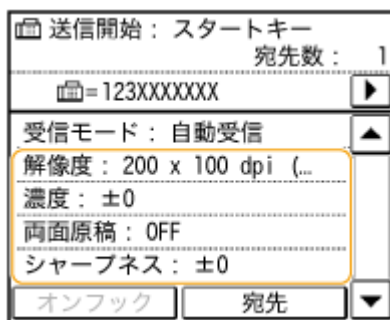 送信開始： スタートキー
宛先数： 1
=123XXXXXXX
受信モード： 自動受信
解像度： 200 x 100 dpi (…
濃度： ±0
両面原稿： OFF
シャープネス： ±0
オンフック 宛先